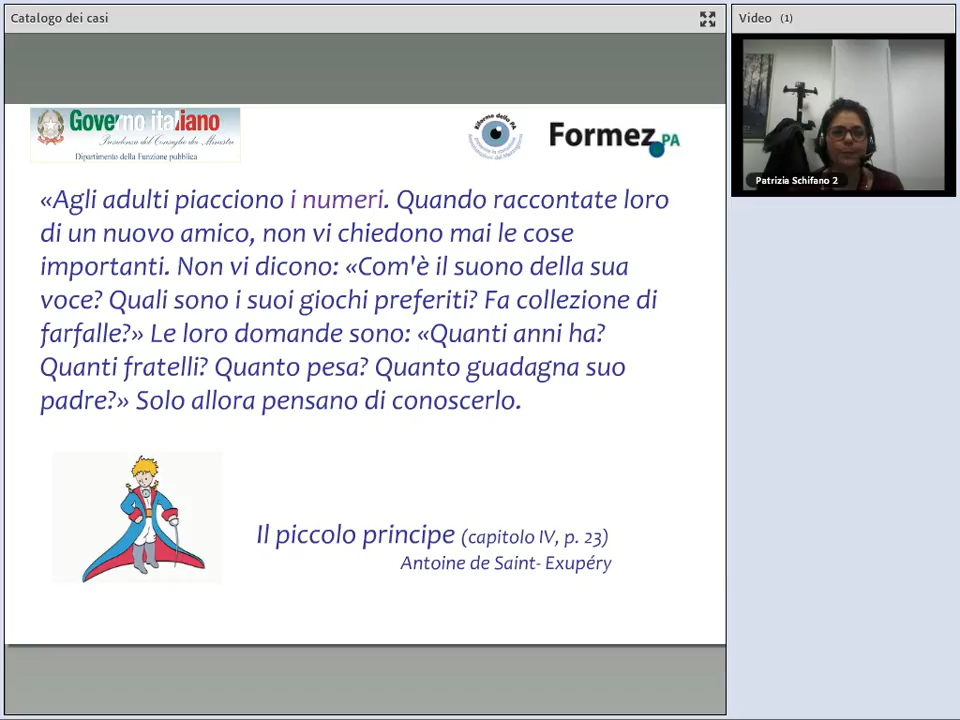 Catalogo dei casi
Video (1)
Governo italiano
Presidenza del Consiglio dei Ministri
Dipartimento della Funzione pubblica
Formez PA
Patrizia Schifano 2
«Agli adulti piacciono i numeri. Quando raccontate loro
di un nuovo amico, non vi chiedono mai le cose
importanti. Non vi dicono: «Com'è il suono della sua
voce? Quali sono i suoi giochi preferiti? Fa collezione di
farfalle?» Le loro domande sono: «Quanti anni ha?
Quanti fratelli? Quanto pesa? Quanto guadagna suo
padre?» Solo allora pensano di conoscerlo.
Il piccolo principe (capitolo IV, p. 23)
Antoine de Saint- Exupéry